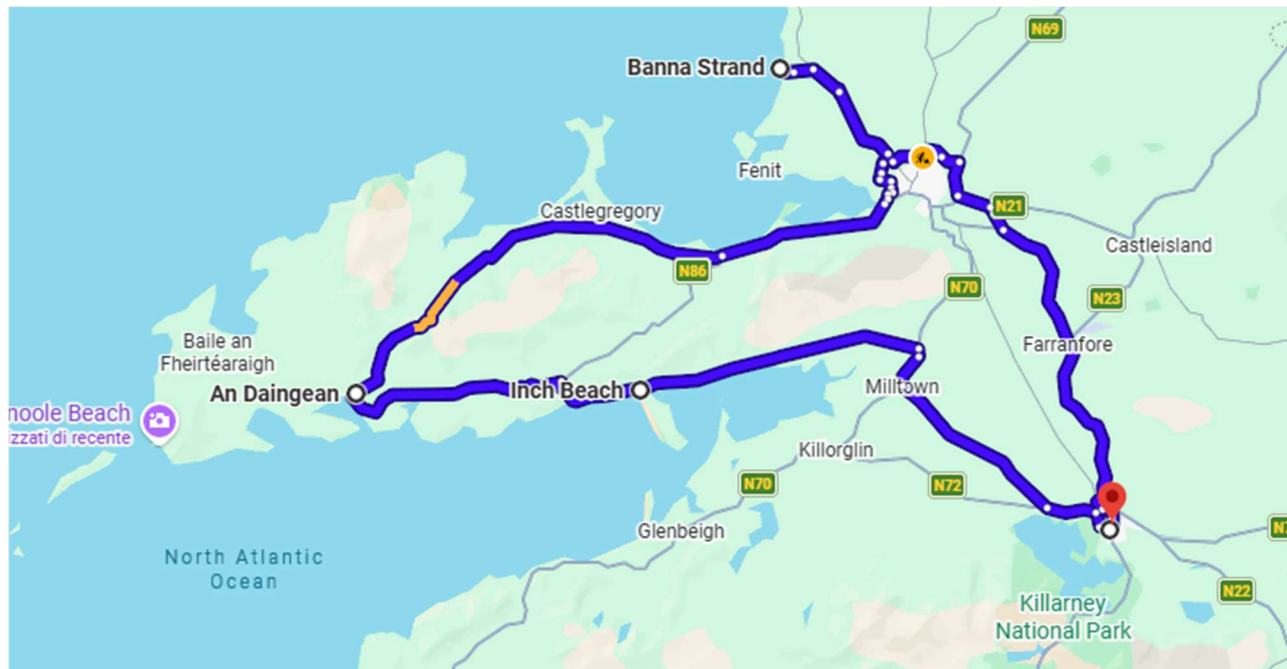 N69
Banna Strand
Fenit
N21
Castlegregory
Castleisland
N86
N70
N23
Baile an
Fheirtéaraigh
Farranfore
An Daingean
Inch Beach
Milltown
noole Beach
izzati di recente
Killorglin
N70
N72
Glenbeigh
North Atlantic
Ocean
N22
Killarney
National Park